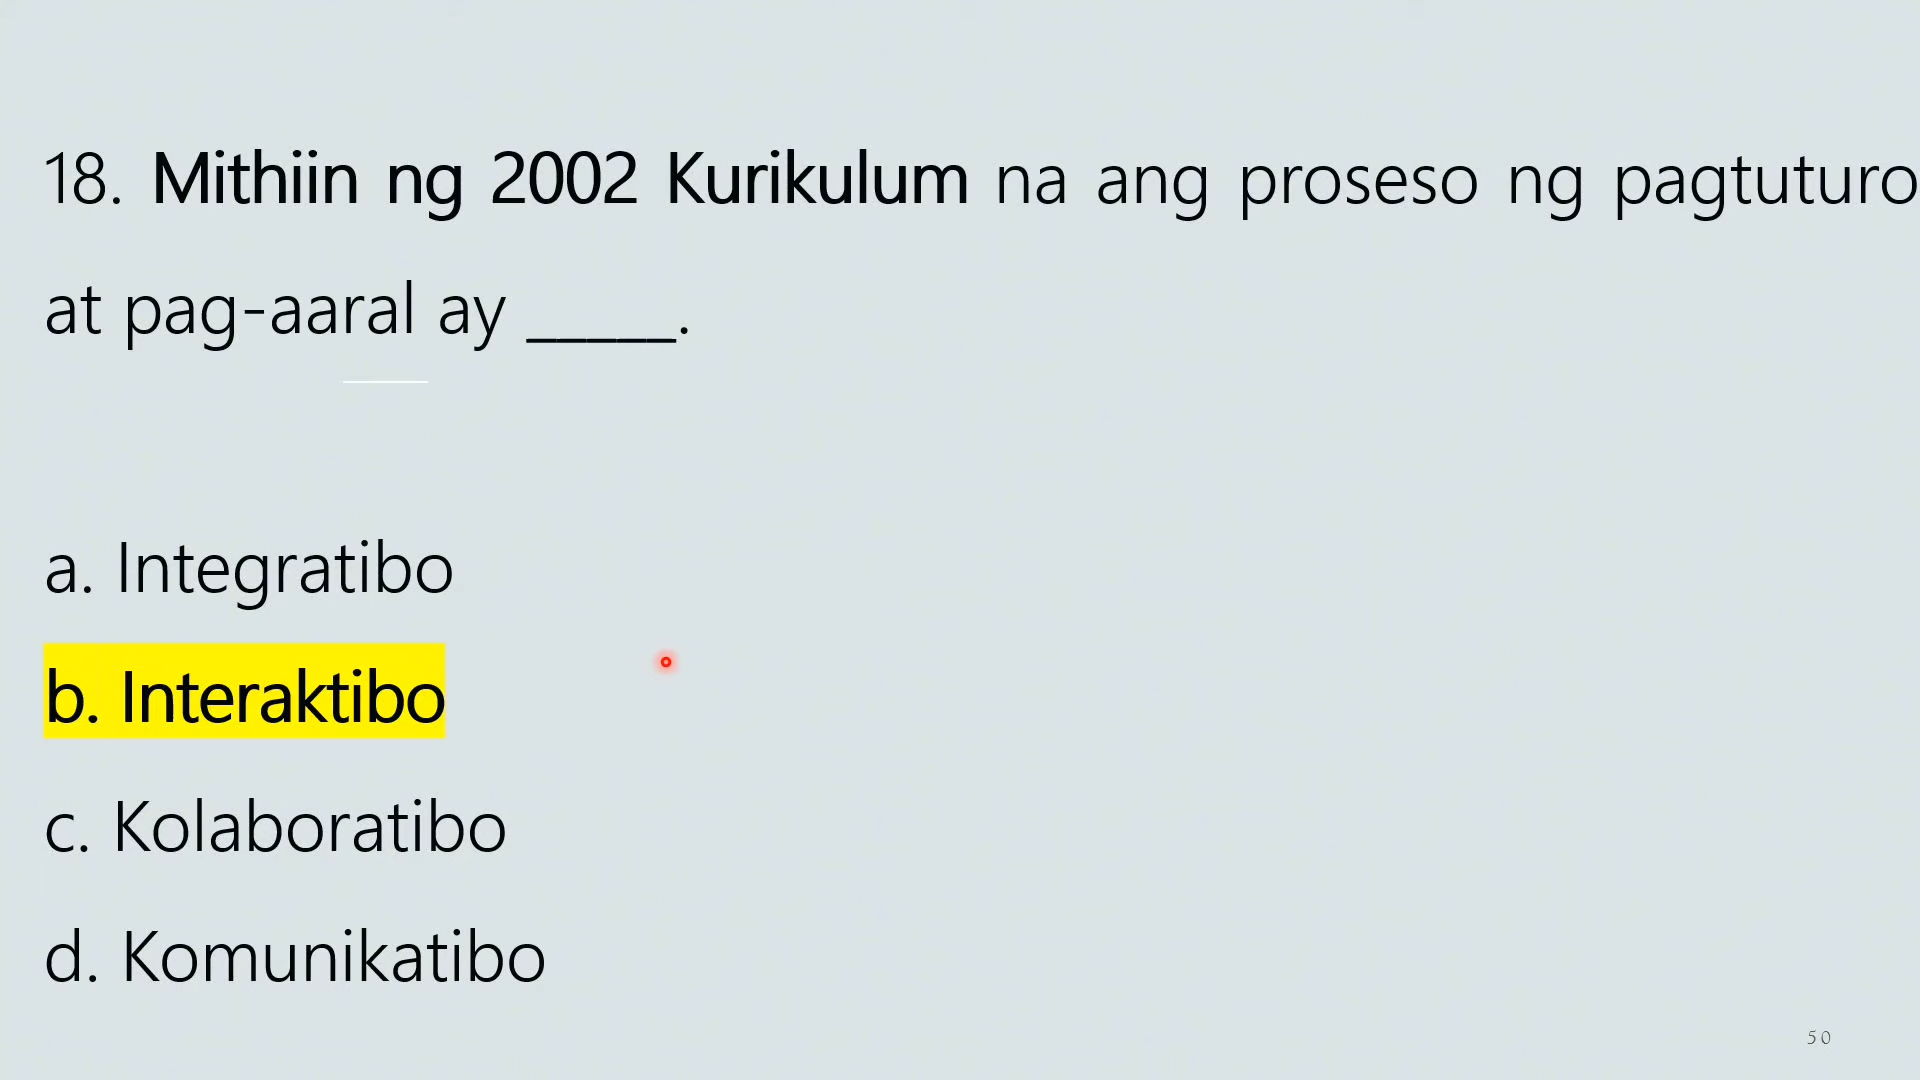 18. Mithiin ng 2002 Kurikulum na ang proseso ng pagtuturo
at pag-aaral ay _____.
a. Integratibo
b. Interaktibo
c. Kolaboratibo
d. Komunikatibo
50